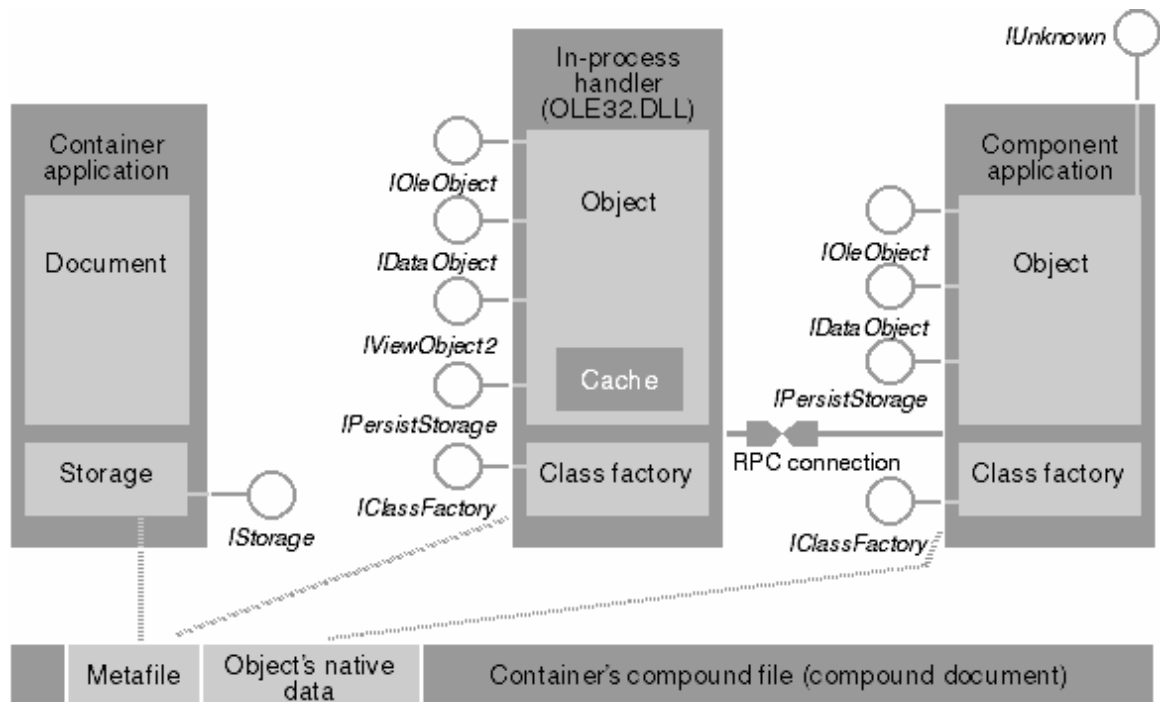 IUnknown
In-process
handler
(OLE32.DLL)
Container
application
Component
application
IOleObject
Object
Document
IDataObject
IOleObject
Object
IViewObject2
IDataObject
Cache
IPersistStorage
IPersistStorage
RPC connection
Storage
Class factory
Class factory
IClassFactory
IStorage
IClassFactory
Metafile
Object's native
data
Container's compound file (compound document)